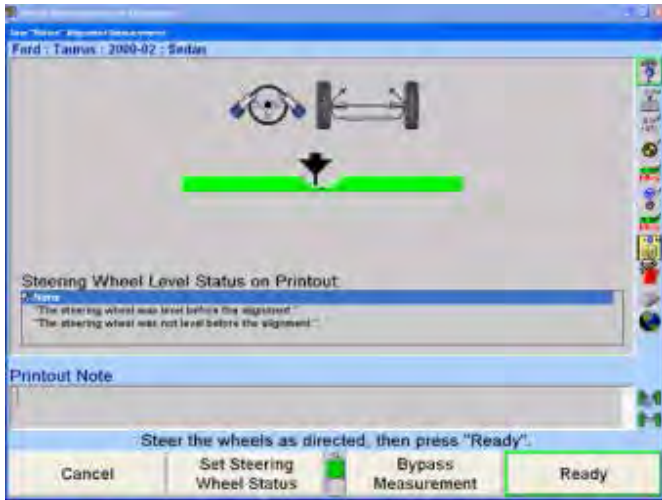 Ford : Taurus : 2000-02 : Sedan
Steering Wheel Level Status on Printout:
None
"The steering wheel was level before the alignment."
"The steering wheel was not level before the alignment."
Printout Note
Steer the wheels as directed, then press "Ready".
Cancel
Set Steering Wheel Status
Bypass Measurement
Ready